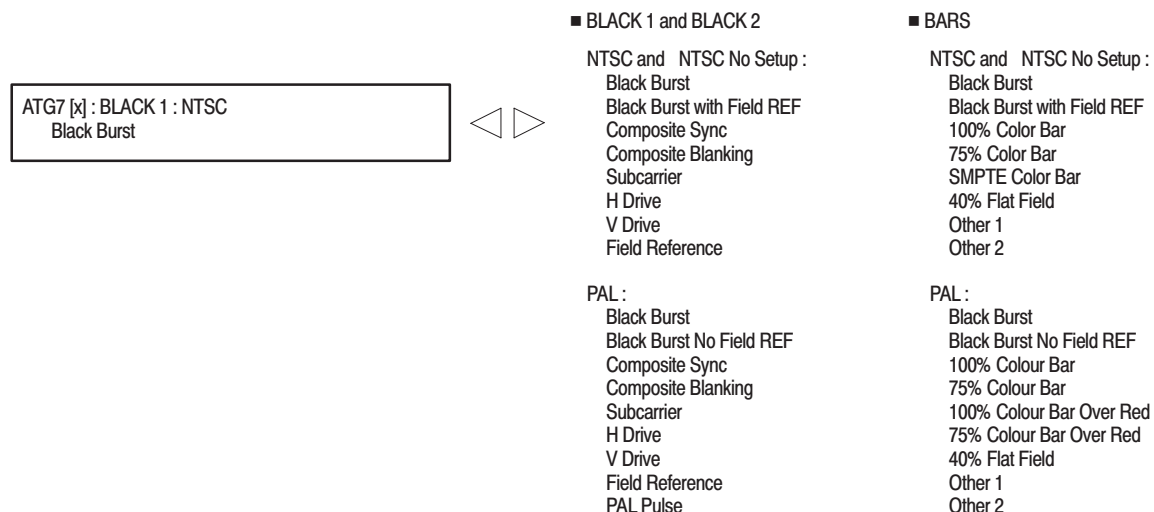 ATG7 [x] : BLACK 1 : NTSC
Black Burst
■ BLACK 1 and BLACK 2
NTSC and NTSC No Setup :
Black Burst
Black Burst with Field REF
Composite Sync
Composite Blanking
Subcarrier
H Drive
V Drive
Field Reference
PAL :
Black Burst
Black Burst No Field REF
Composite Sync
Composite Blanking
Subcarrier
H Drive
V Drive
Field Reference
PAL Pulse
■ BARS
NTSC and NTSC No Setup :
Black Burst
Black Burst with Field REF
100% Color Bar
75% Color Bar
SMPTE Color Bar
40% Flat Field
Other 1
Other 2
PAL :
Black Burst
Black Burst No Field REF
100% Colour Bar
75% Colour Bar
100% Colour Bar Over Red
75% Colour Bar Over Red
40% Flat Field
Other 1
Other 2